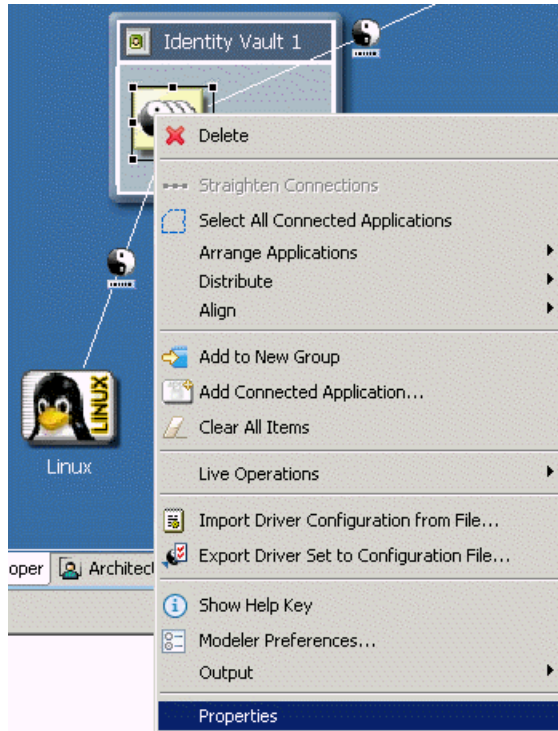 Identity Vault 1
Delete
Straighten Connections
Select All Connected Applications
Arrange Applications
Distribute
Align
Add to New Group
Add Connected Application...
Clear All Items
LINUX
Linux
Live Operations
Import Driver Configuration from File...
Export Driver Set to Configuration File...
oper
Architect
Show Help Key
Modeler Preferences...
Output
Properties